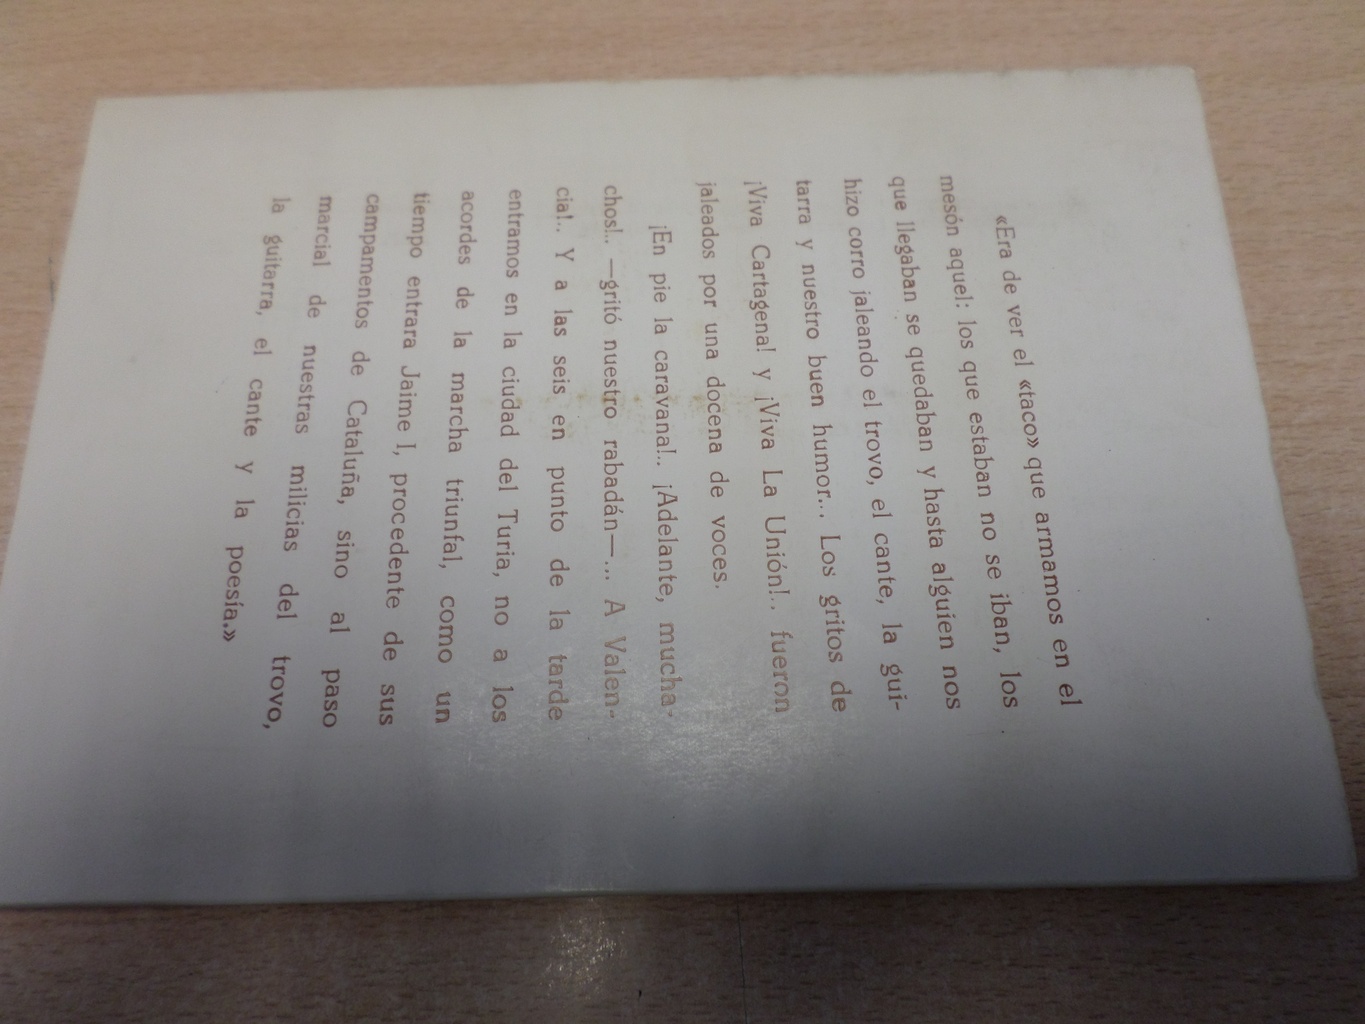 «Era de ver el «taco» que armamos en el
mesón aquel: los que estaban no se iban, los
que llegaban se quedaban y hasta alguien nos
hizo corro jaleando el trovo, el cante, la gui-
tarra y nuestro buen humor... Los gritos de
¡Viva Cartagena! y ¡Viva La Unión!.. fueron
jaleados por una docena de voces.
¡En pie la caravana!.. ¡Adelante, mucha-
chos!.. —gritó nuestro rabadán—... A Valen-
cia!.. Y a las seis en punto de la tarde
entramos en la ciudad del Turia, no a los
acordes de la marcha triunfal, como un
tiempo entrara Jaime I, procedente de sus
campamentos de Cataluña, sino al paso
marcial de nuestras milicias del trovo,
la guitarra, el cante y la poesía.»